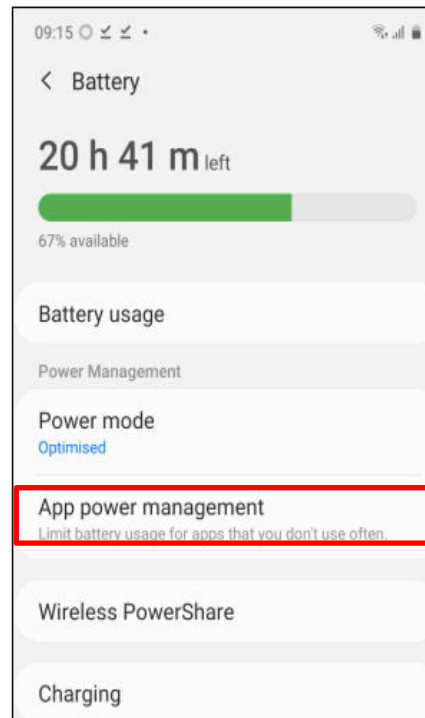 09:15
Battery
20 h 41 m left
67% available
Battery usage
Power Management
Power mode
Optimised
App power management
Limit battery usage for apps that you don't use often.
Wireless PowerShare
Charging